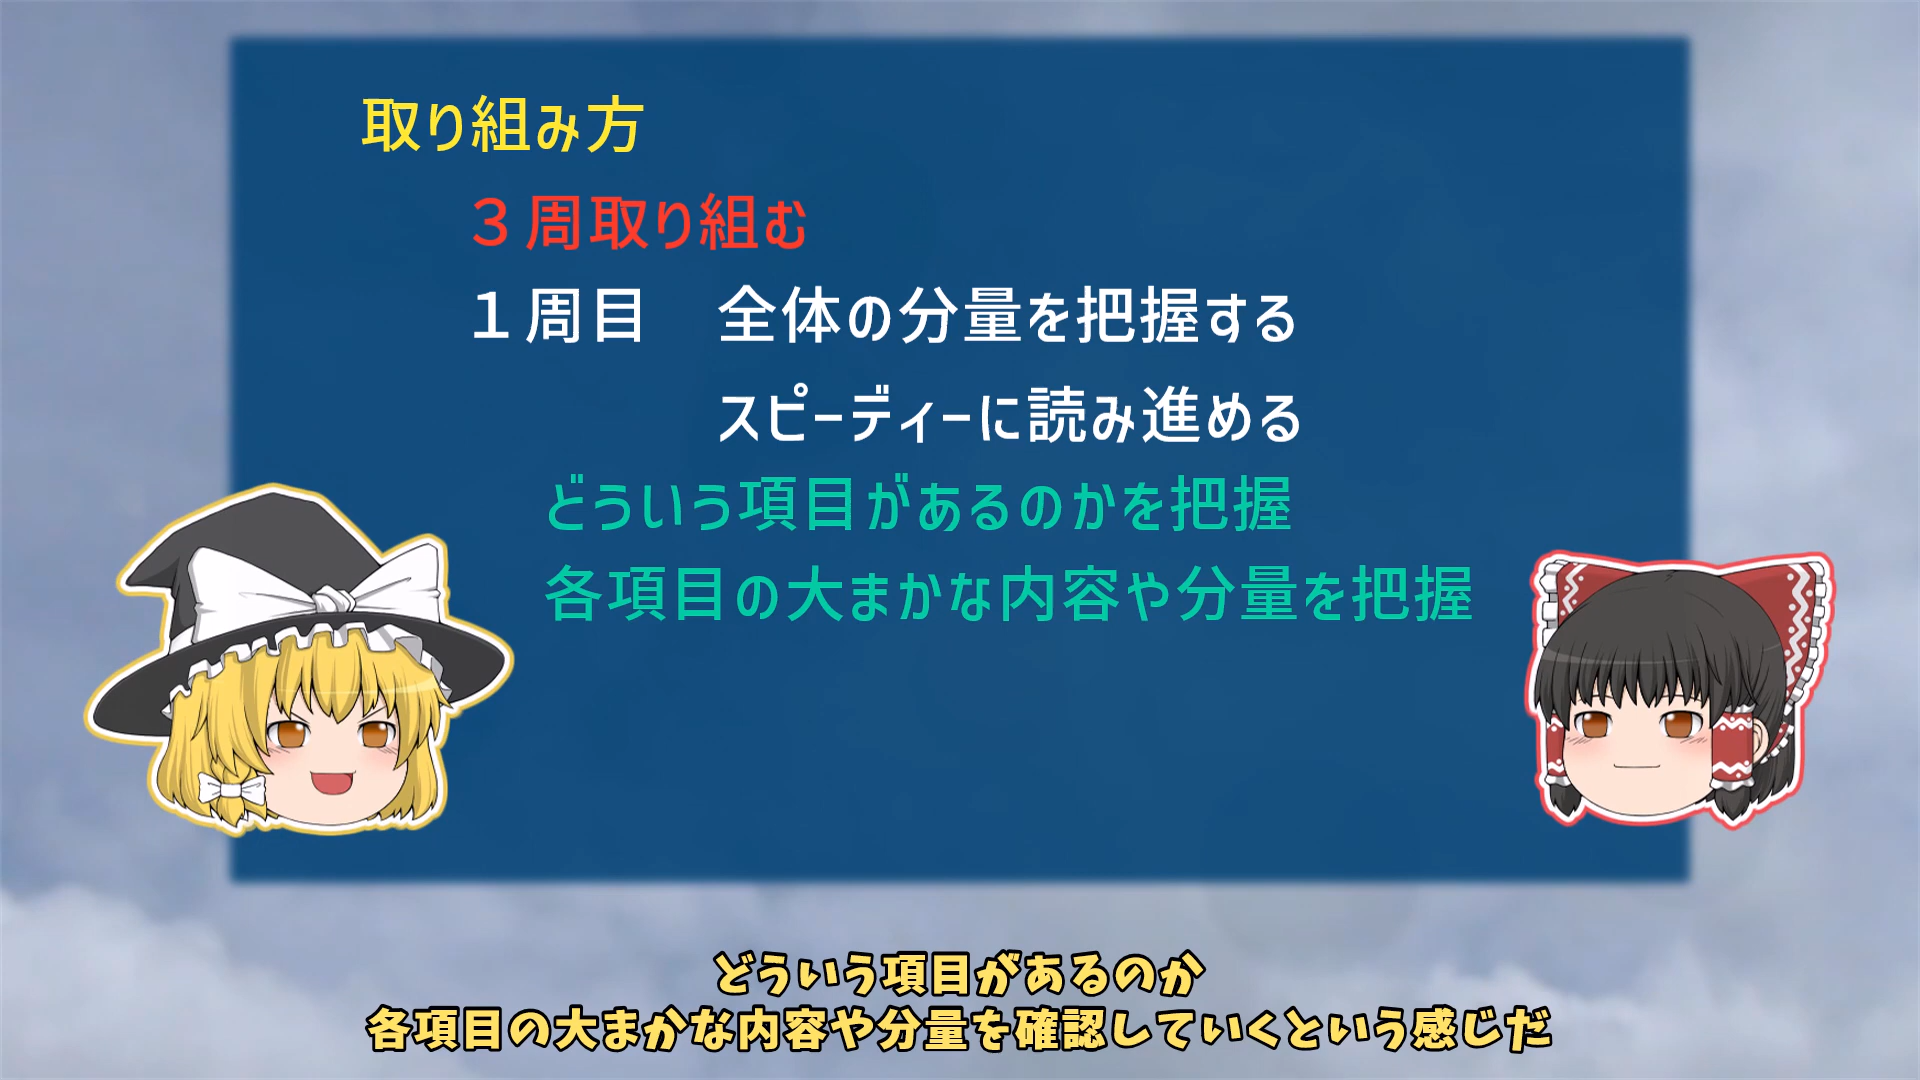 取り組み方
３周取り組む
１周目　全体の分量を把握する
スピーディーに読み進める
どういう項目があるのかを把握
各項目の大まかな内容や分量を把握
どういう項目があるのか
各項目の大まかな内容や分量を確認していくという感じだ